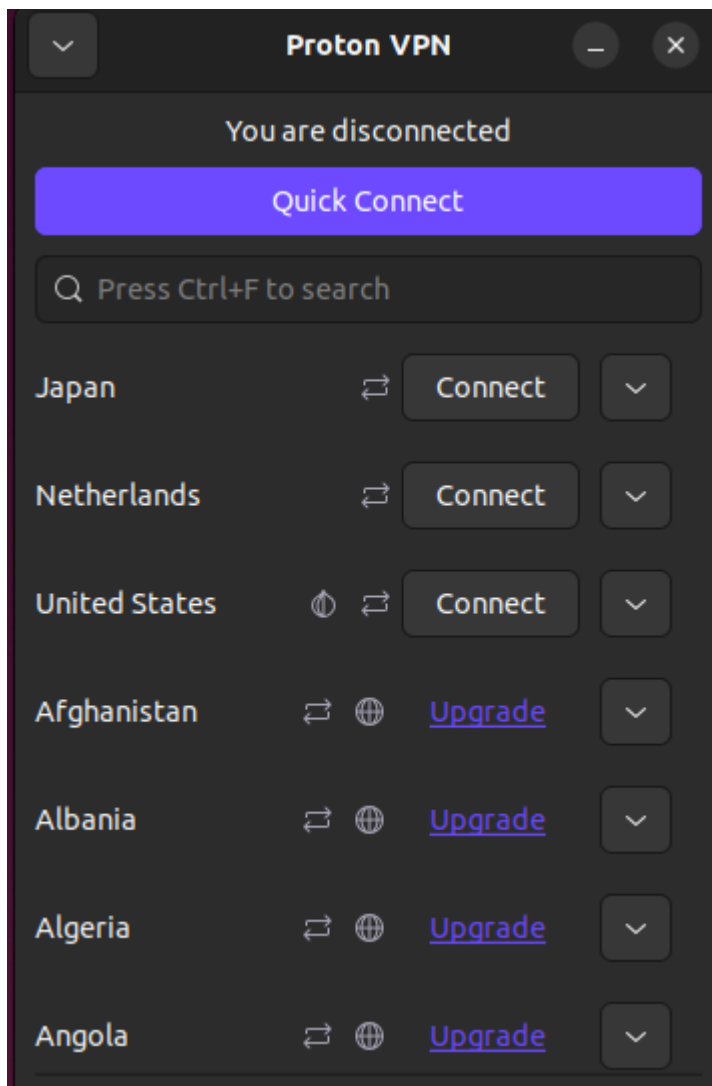 Proton VPN
You are disconnected
Quick Connect
Press Ctrl+F to search
Japan Connect
Netherlands Connect
United States Connect
Afghanistan Upgrade
Albania Upgrade
Algeria Upgrade
Angola Upgrade